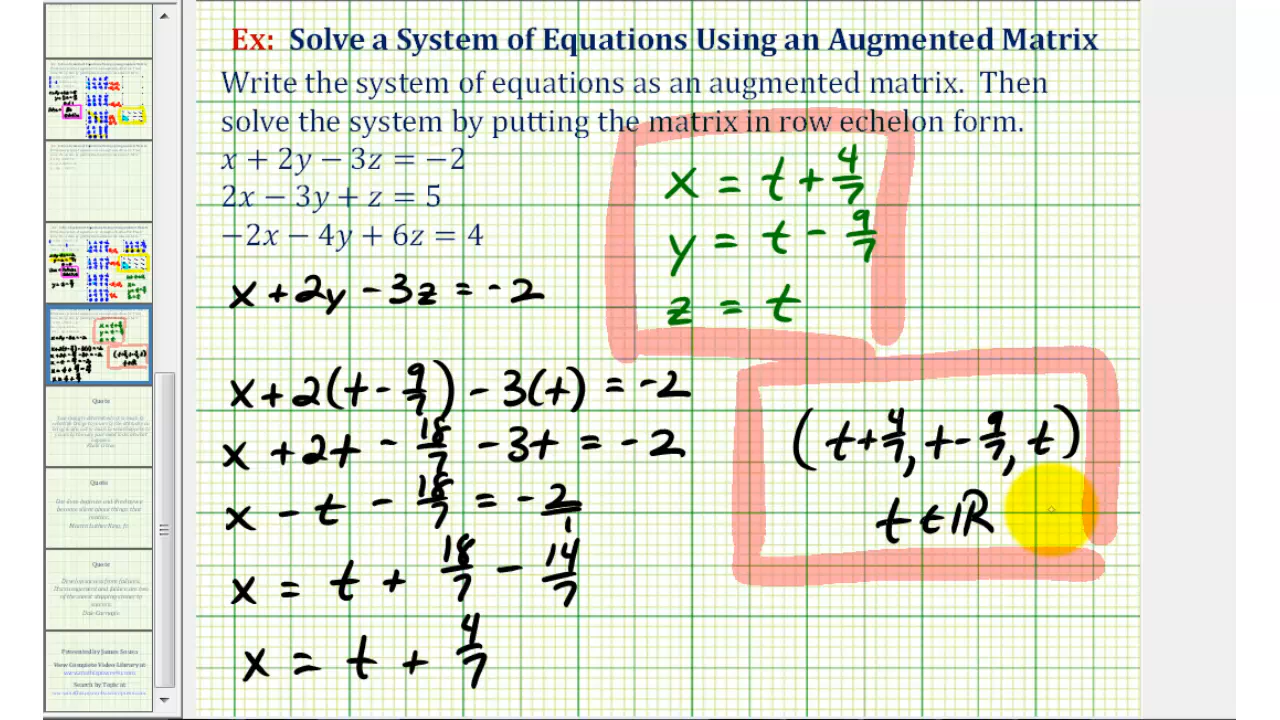 Ex: Solve a System of Equations Using an Augmented Matrix
Write the system of equations as an augmented matrix. Then
solve the system by putting the matrix in row echelon form.
x + 2y − 3z = −2
2x − 3y + z = 5
−2x − 4y + 6z = 4
x = t + 4/7
y = t - 9/7
z = t
x + 2y - 3z = -2
x + 2(t - 9/7) - 3(t) = -2
x + 2t - 18/7 - 3t = -2
x - t - 18/7 = -2/1
x = t + 18/7 - 14/7
x = t + 4/7
(t + 4/7, t - 9/7, t)
t ∈ ℝ
Quote
Quote
Quote